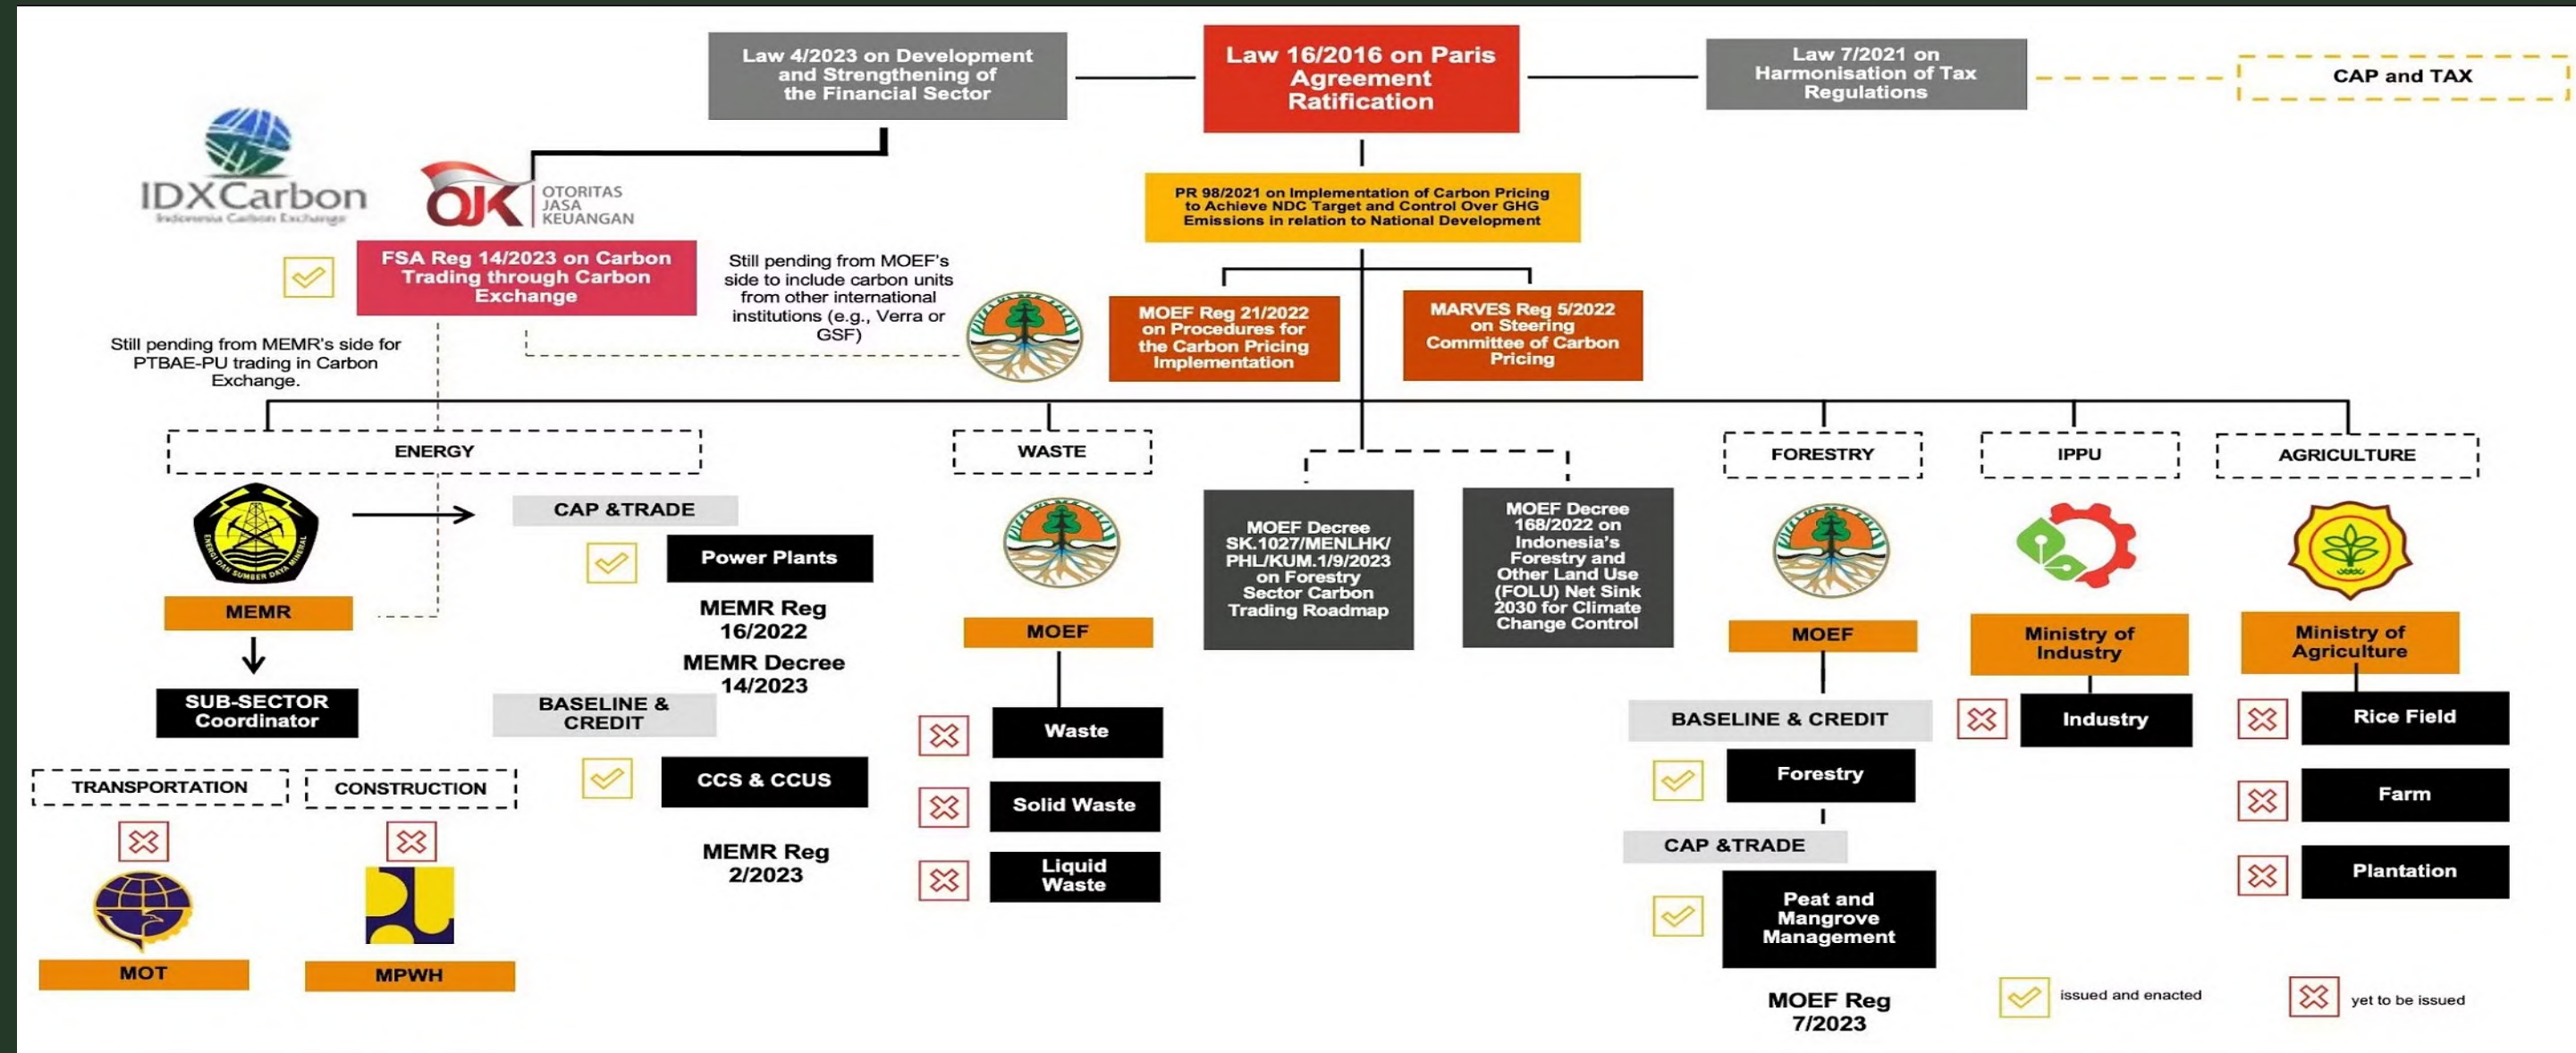 Law 4/2023 on Development
and Strengthening of
the Financial Sector
Law 16/2016 on Paris
Agreement
Ratification
Law 7/2021 on
Harmonisation of Tax
Regulations
CAP and TAX
IDXCarbon
Indonesia Carbon Exchange
OJK
OTORITAS
JASA
KEUANGAN
PR 98/2021 on Implementation of Carbon Pricing
to Achieve NDC Target and Control Over GHG
Emissions in relation to National Development
FSA Reg 14/2023 on Carbon
Trading through Carbon
Exchange
Still pending from MOEF's
side to include carbon units
from other international
institutions (e.g., Verra or
GSF)
MOEF Reg 21/2022
on Procedures for
the Carbon Pricing
Implementation
MARVES Reg 5/2022
on Steering
Committee of Carbon
Pricing
Still pending from MEMR's side for
PTBAE-PU trading in Carbon
Exchange.
ENERGY
WASTE
FORESTRY
IPPU
AGRICULTURE
ENERGI DAN SUMBER DAYA MINERAL
MEMR
SUB-SECTOR
Coordinator
TRANSPORTATION
CONSTRUCTION
MOT
MPWH
CAP &TRADE
Power Plants
MEMR Reg
16/2022
MEMR Decree
14/2023
BASELINE &
CREDIT
CCS & CCUS
MEMR Reg
2/2023
MOEF
Waste
Solid Waste
Liquid
Waste
MOEF Decree
SK.1027/MENLHK/
PHL/KUM.1/9/2023
on Forestry
Sector Carbon
Trading Roadmap
MOEF Decree
168/2022 on
Indonesia's
Forestry and
Other Land Use
(FOLU) Net Sink
2030 for Climate
Change Control
MOEF
BASELINE & CREDIT
Forestry
CAP &TRADE
Peat and
Mangrove
Management
MOEF Reg
7/2023
Ministry of
Industry
Industry
Ministry of
Agriculture
Rice Field
Farm
Plantation
issued and enacted
yet to be issued